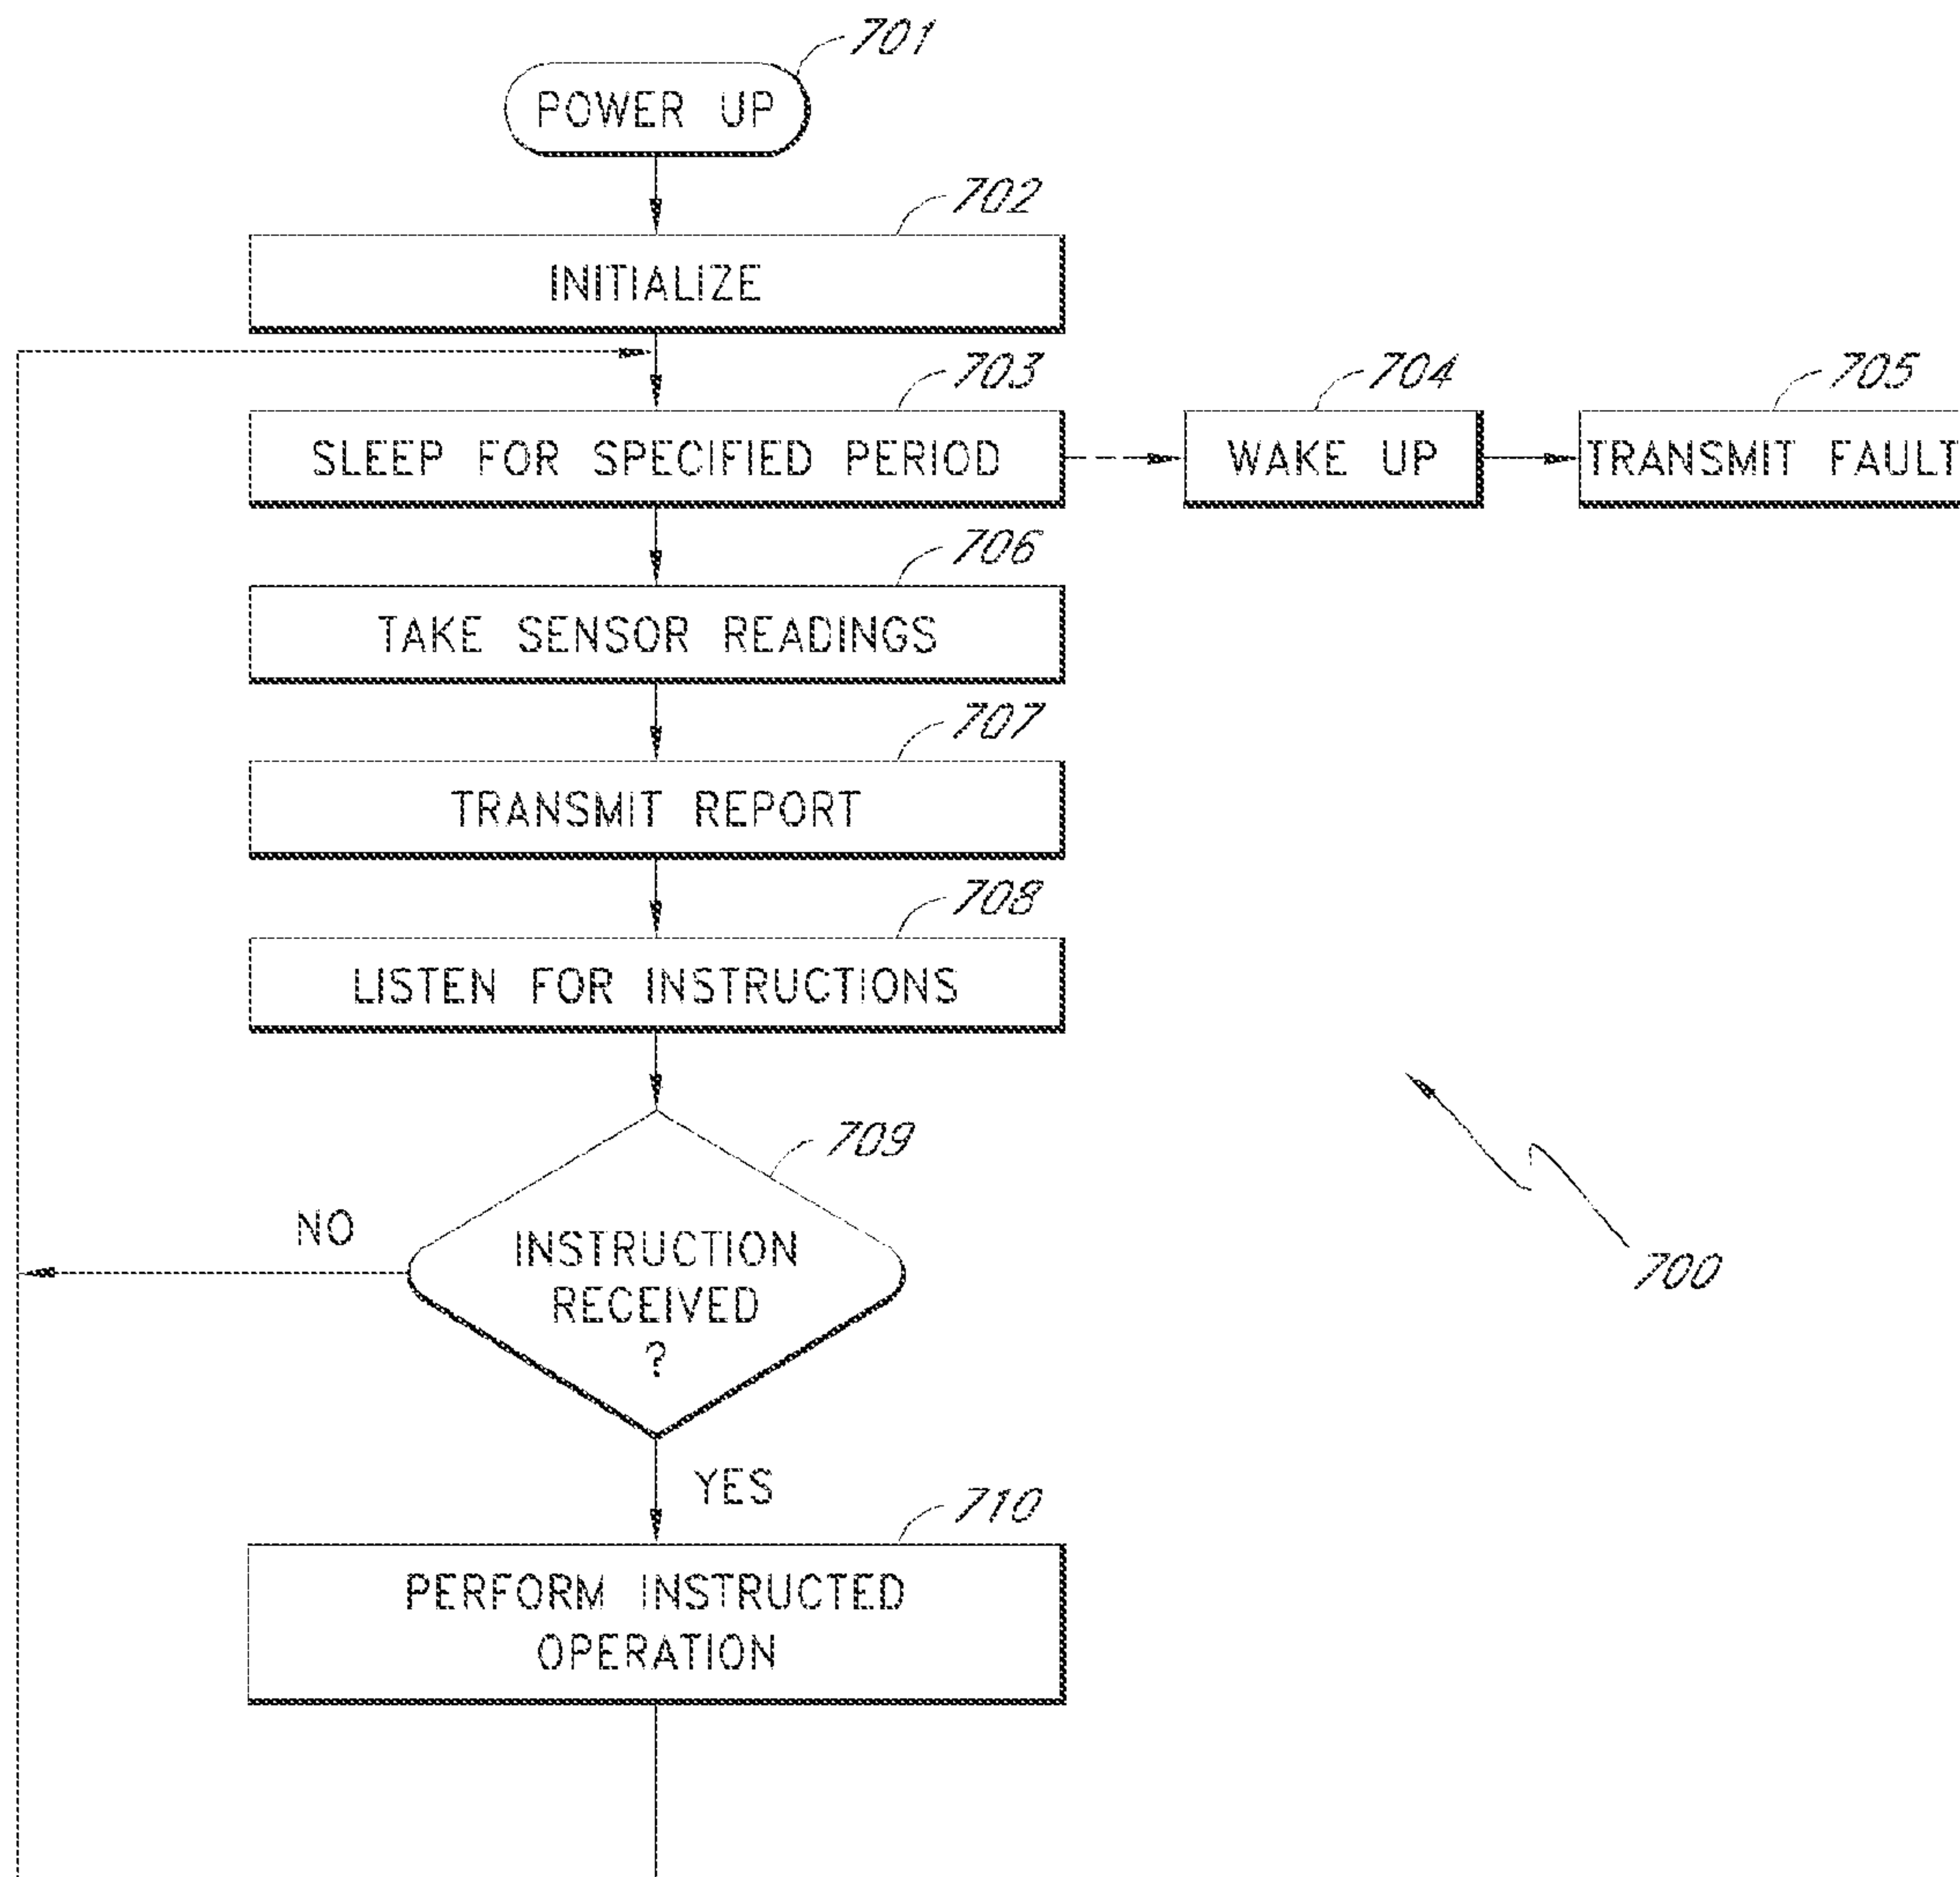 701
POWER UP
702
INITIALIZE
703
SLEEP FOR SPECIFIED PERIOD
704
WAKE UP
705
TRANSMIT FAULT
706
TAKE SENSOR READINGS
707
TRANSMIT REPORT
708
LISTEN FOR INSTRUCTIONS
709
INSTRUCTION
RECEIVED
?
NO
700
YES
710
PERFORM INSTRUCTED
OPERATION